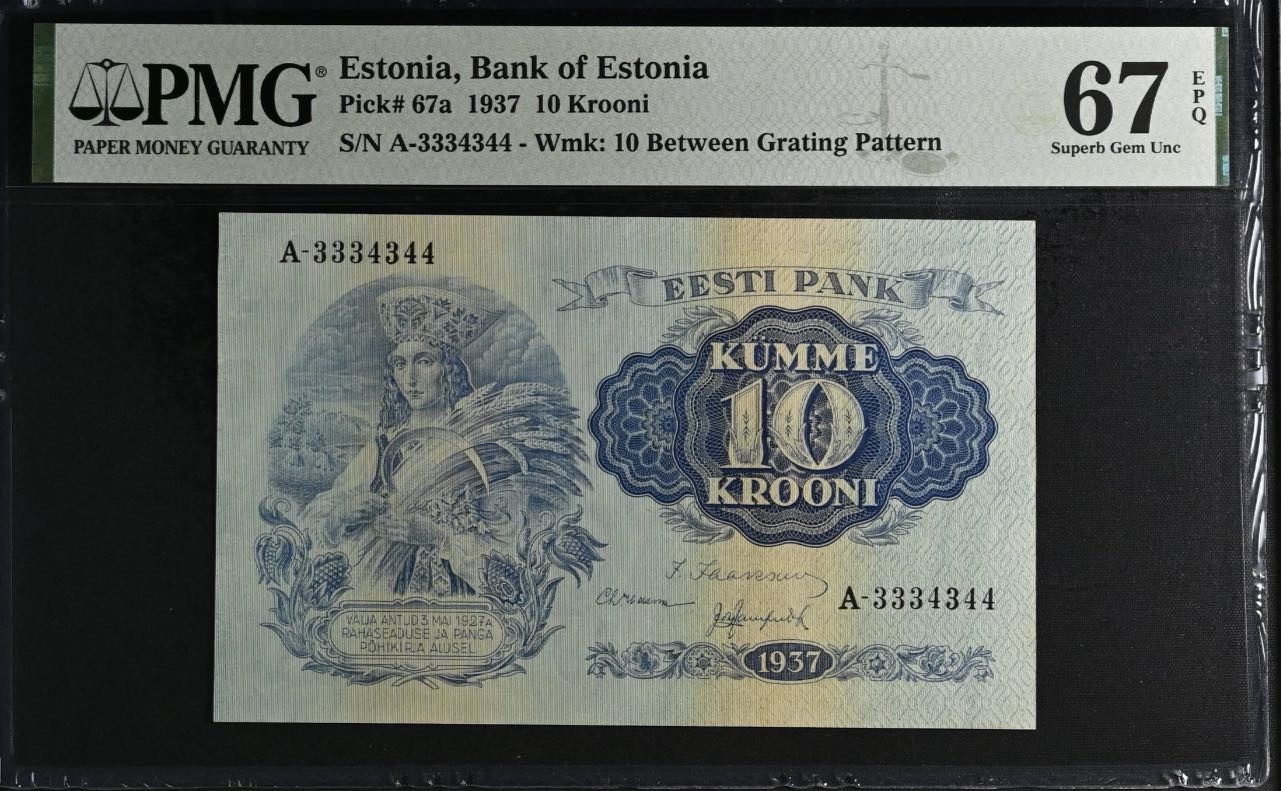 PMG®
PAPER MONEY GUARANTY
Estonia, Bank of Estonia
Pick# 67a 1937 10 Krooni
S/N A-3334344 - Wmk: 10 Between Grating Pattern
67
EPQ
Superb Gem Unc
A-3334344
EESTI PANK
KÜMME
10
KROONI
A-3334344
VÄLJA ANTUD 3. MAI 1927.A
RAHASEADUSE JA PANGA
PÕHIKIRJA ALUSEL
1937